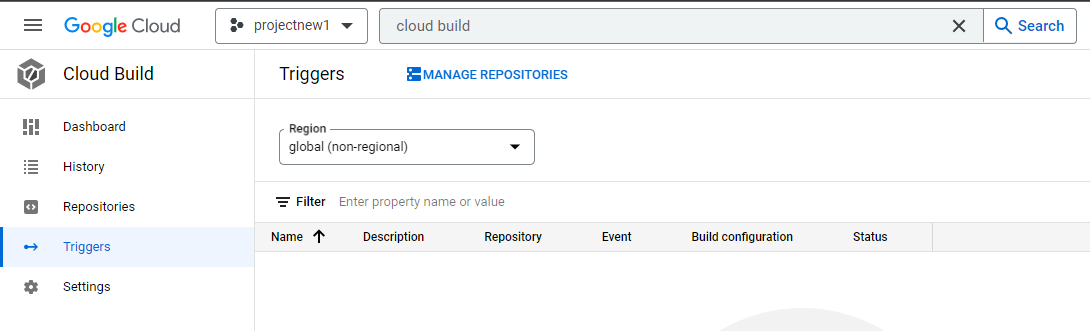 Google Cloud projectnew1 cloud build Search
Cloud Build
Triggers MANAGE REPOSITORIES
Dashboard
History
Repositories
Triggers
Settings
Region
global (non-regional)
Filter Enter property name or value
Name Description Repository Event Build configuration Status